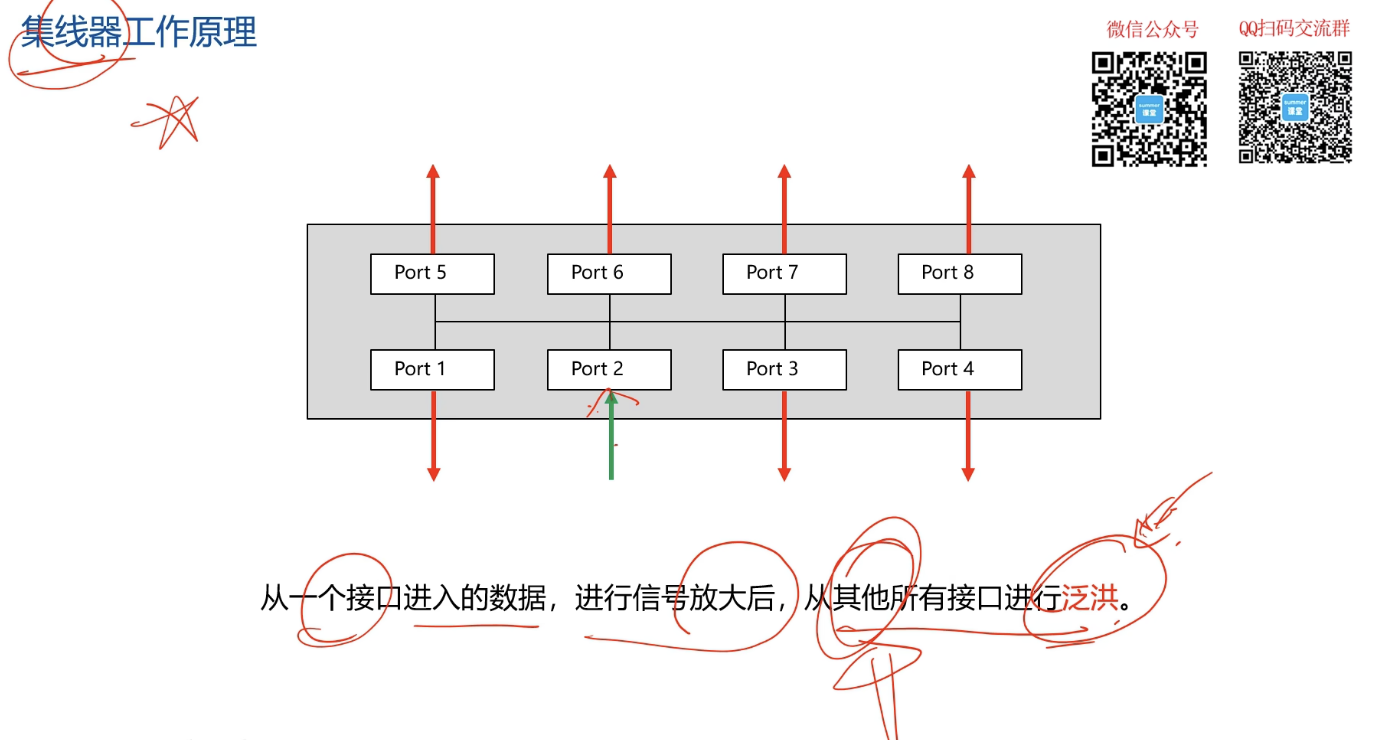 集线器工作原理
微信公众号
QQ扫码交流群
summer
课堂
summer
课堂
Port 5
Port 6
Port 7
Port 8
Port 1
Port 2
Port 3
Port 4
从一个接口进入的数据，进行信号放大后，从其他所有接口进行泛洪。